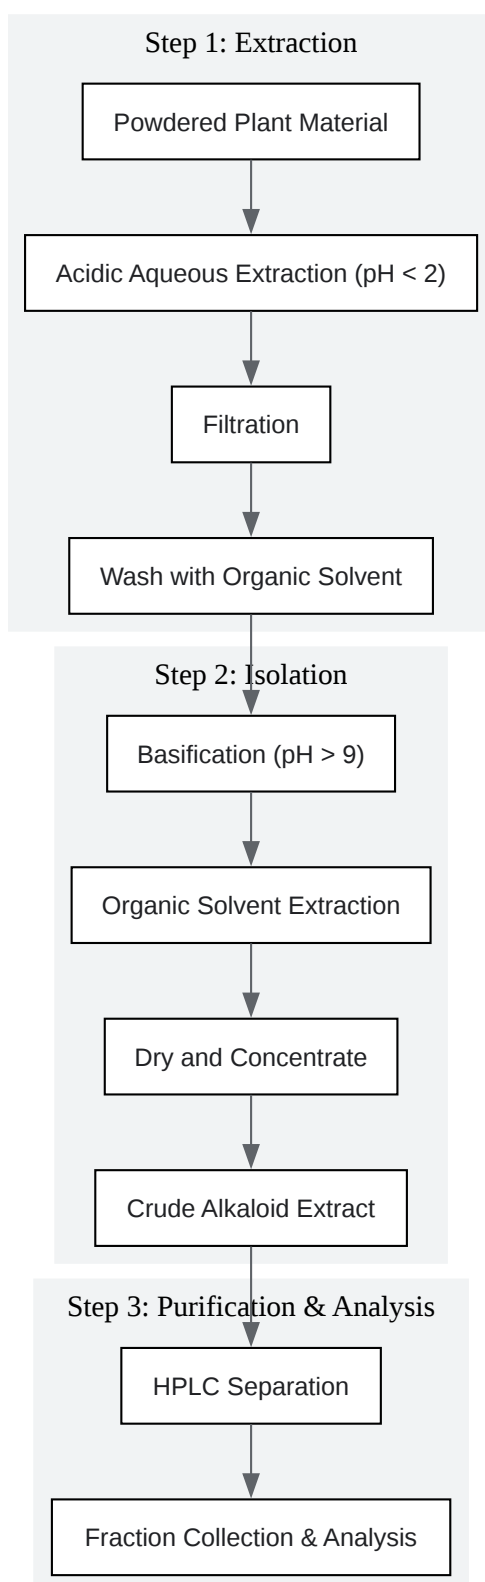 Step 1: Extraction
Powdered Plant Material
Acidic Aqueous Extraction (pH < 2)
Filtration
Wash with Organic Solvent
Step 2: Isolation
Basification (pH > 9)
Organic Solvent Extraction
Dry and Concentrate
Crude Alkaloid Extract
Step 3: Purification & Analysis
HPLC Separation
Fraction Collection & Analysis